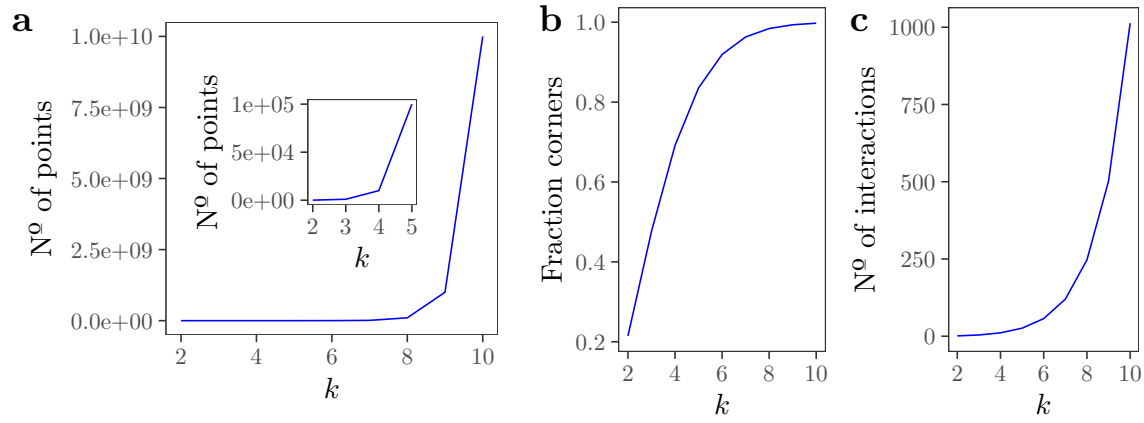 a
Nº of points
1.0e+10
7.5e+09
5.0e+09
2.5e+09
0.0e+00
2 4 6 8 10
k
Nº of points
1e+05
5e+04
0e+00
2 3 4 5
k
b
Fraction corners
1.0
0.8
0.6
0.4
0.2
2 4 6 8 10
k
c
Nº of interactions
1000
750
500
250
0
2 4 6 8 10
k